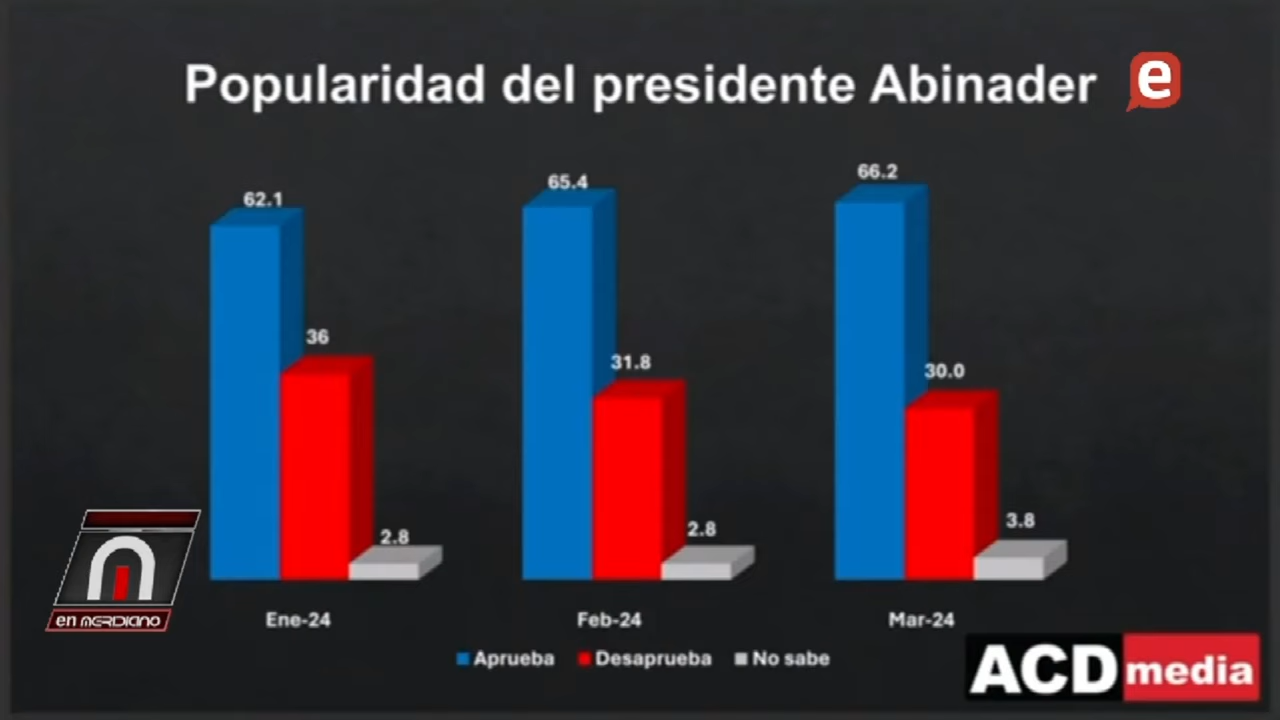 Popularidad del presidente Abinader
e
62.1
65.4
66.2
36
31.8
30.0
2.8
2.8
3.8
Ene-24
Feb-24
Mar-24
Aprueba Desaprueba No sabe
en MERDIANO
ACD media